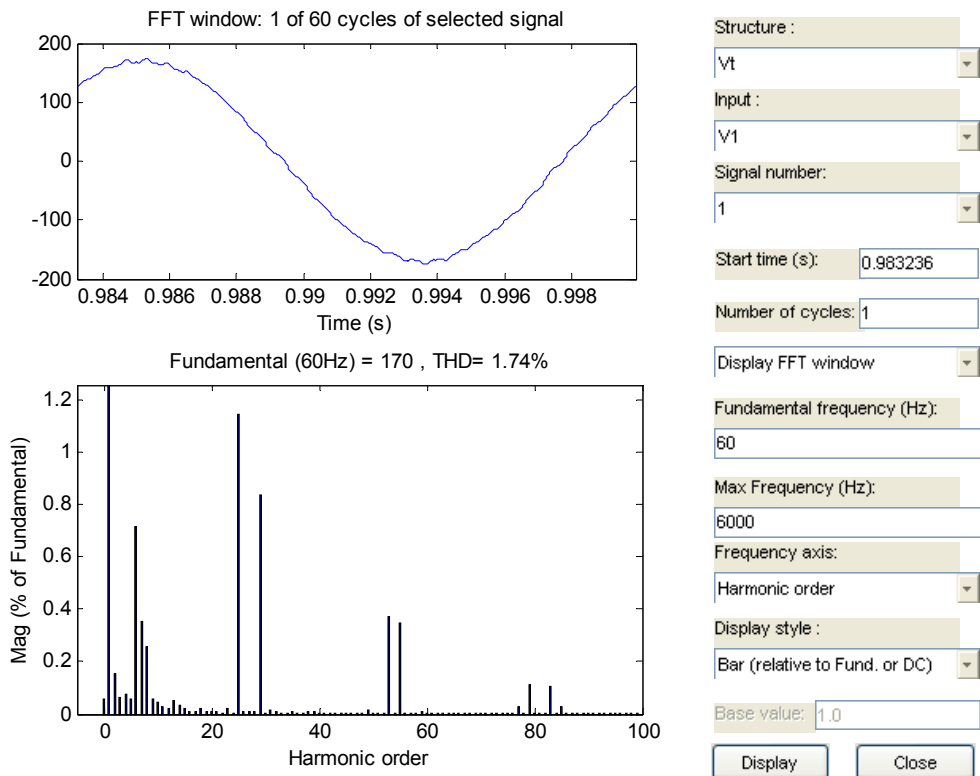 FFT window: 1 of 60 cycles of selected signal
200
100
0
-100
-200
0.984 0.986 0.988 0.99 0.992 0.994 0.996 0.998
Time (s)
Fundamental (60Hz) = 170 , THD= 1.74%
Mag (% of Fundamental)
1.2
1
0.8
0.6
0.4
0.2
0
0 20 40 60 80 100
Harmonic order
Structure :
Vt
Input :
V1
Signal number:
1
Start time (s): 0.983236
Number of cycles: 1
Display FFT window
Fundamental frequency (Hz):
60
Max Frequency (Hz):
6000
Frequency axis:
Harmonic order
Display style :
Bar (relative to Fund. or DC)
Base value: 1.0
Display Close